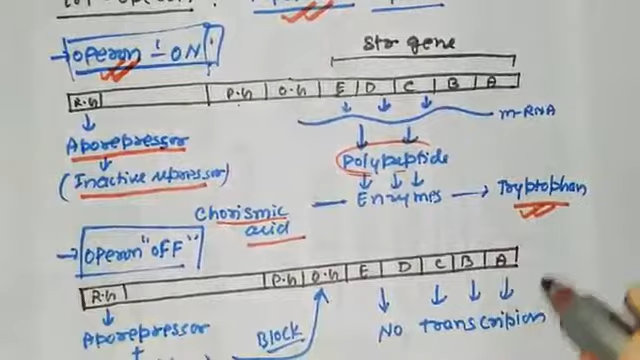 operon - ON
Str gene
R.G P.G O.G E D C B A
m-RNA
Aporepressor
(Inactive repressor)
Polypeptide
Enzymes Tryptophan
Chorismic
acid
operon "OFF"
R.G P.G O.G E D C B A
Aporepressor
+
Block
No transcription